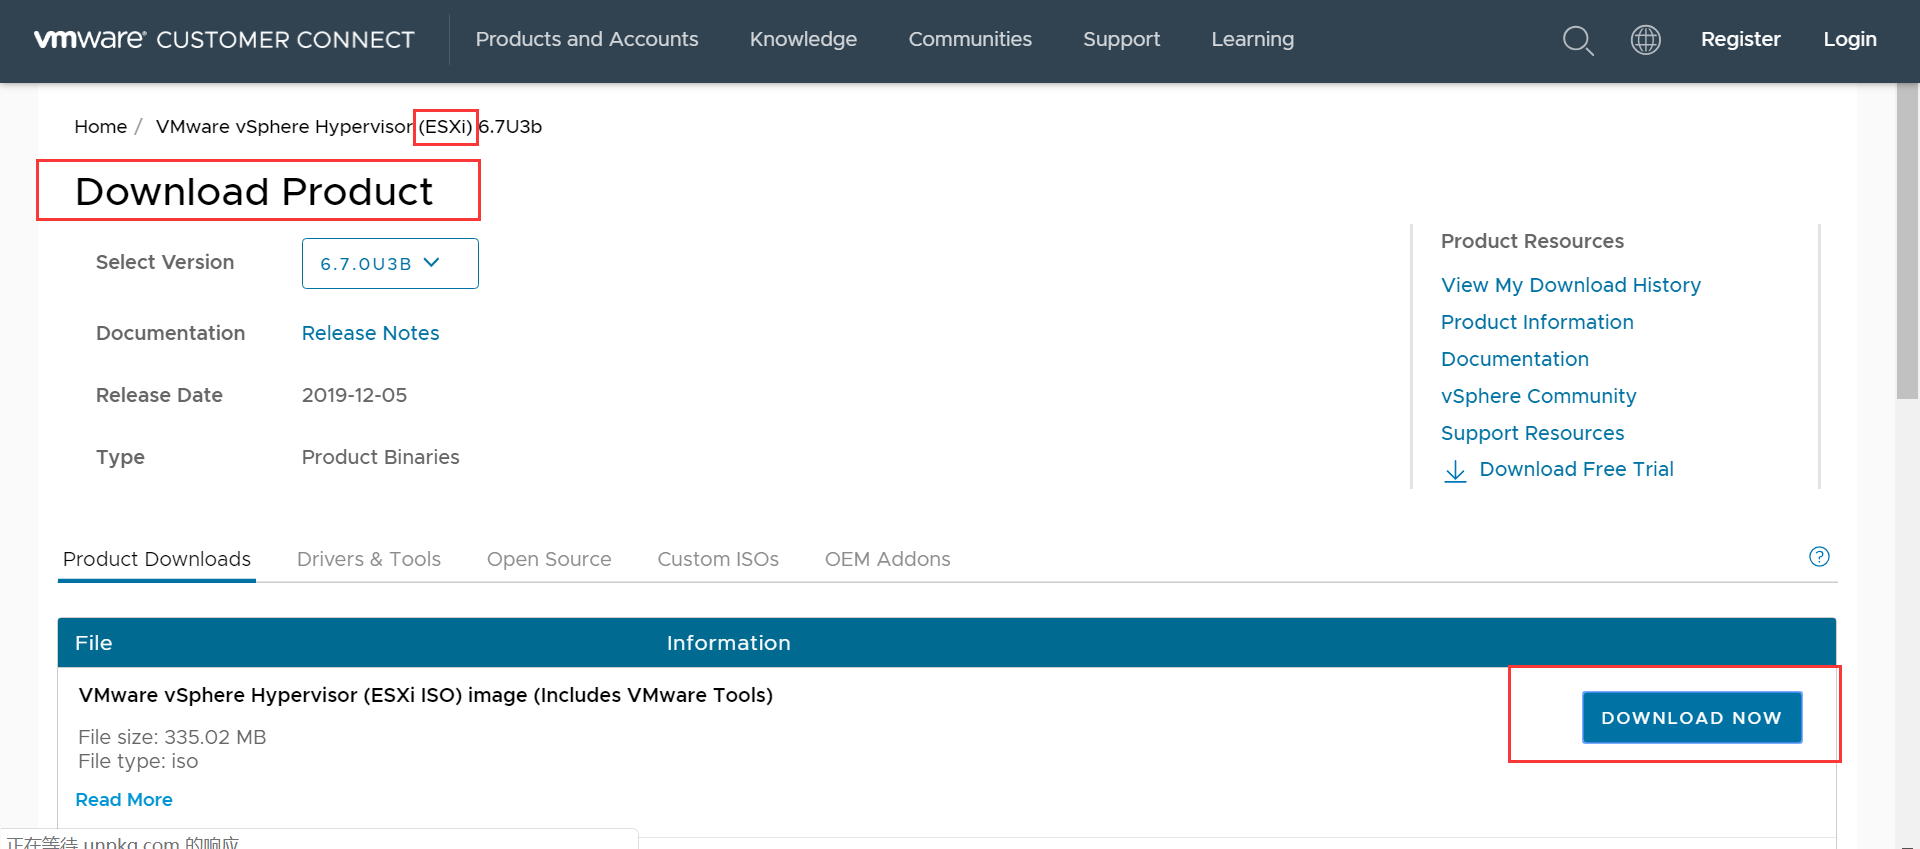 vmware® CUSTOMER CONNECT
Products and Accounts
Knowledge
Communities
Support
Learning
Register
Login
Home / VMware vSphere Hypervisor (ESXi) 6.7U3b
Download Product
Select Version
6.7.0U3B
Documentation
Release Notes
Release Date
2019-12-05
Type
Product Binaries
Product Resources
View My Download History
Product Information
Documentation
vSphere Community
Support Resources
Download Free Trial
Product Downloads
Drivers & Tools
Open Source
Custom ISOs
OEM Addons
?
File
Information
VMware vSphere Hypervisor (ESXi ISO) image (Includes VMware Tools)
File size: 335.02 MB
File type: iso
Read More
DOWNLOAD NOW
正在等待 unpkg.com 的响应